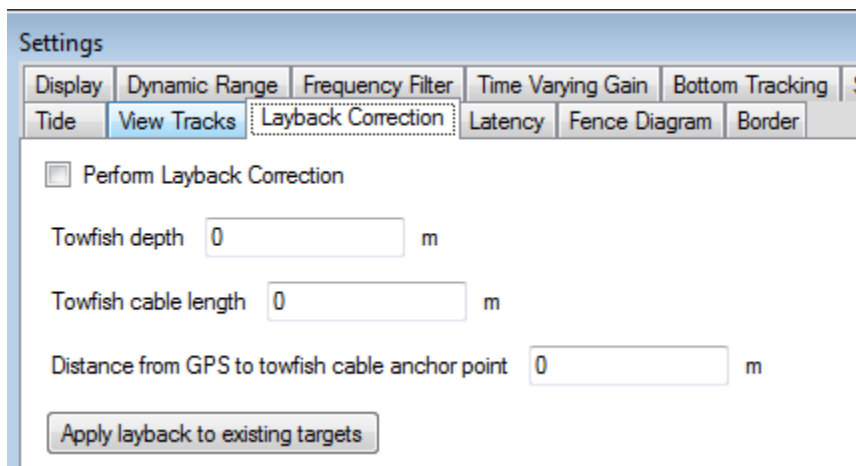 Settings
Display Dynamic Range Frequency Filter Time Varying Gain Bottom Tracking
Tide View Tracks Layback Correction Latency Fence Diagram Border
Perform Layback Correction
Towfish depth 0 m
Towfish cable length 0 m
Distance from GPS to towfish cable anchor point 0 m
Apply layback to existing targets